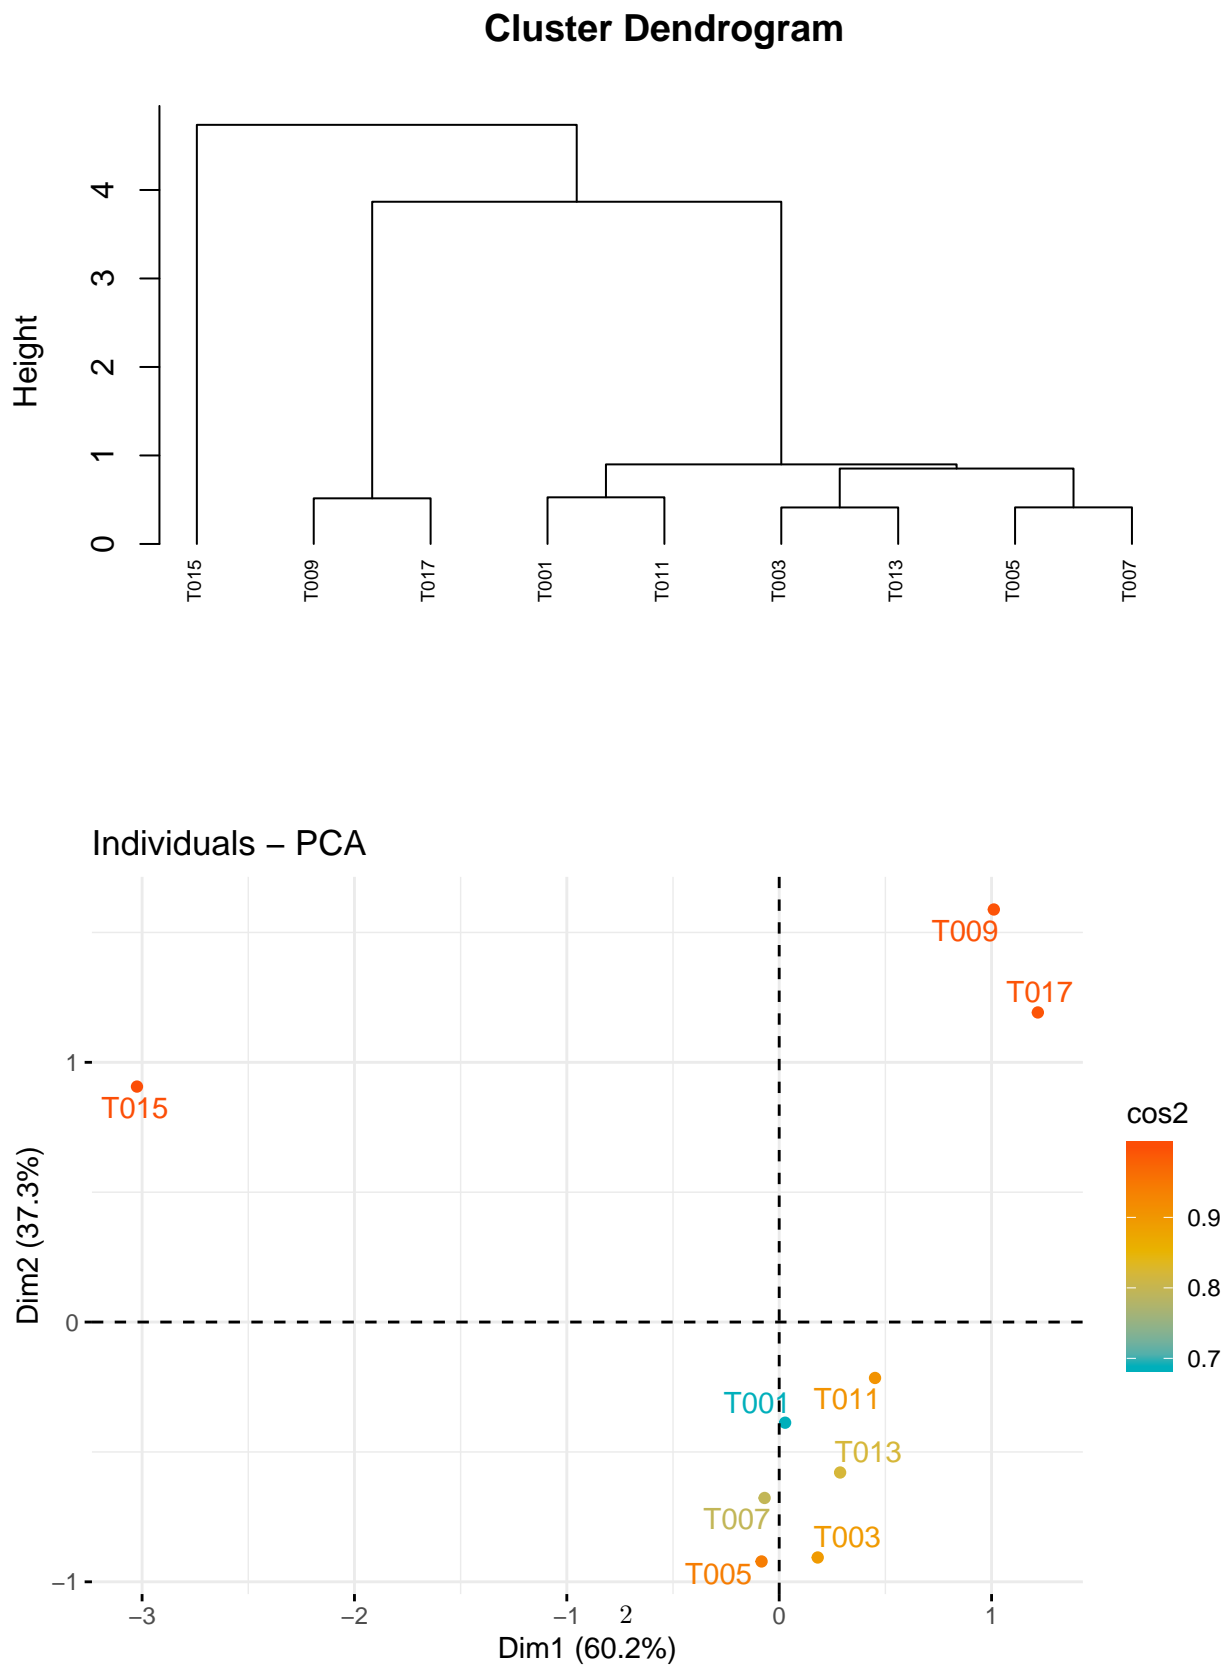 Cluster Dendrogram
Height
4
3
2
1
0
T015 T009 T017 T001 T011 T003 T013 T005 T007
Individuals – PCA
T009
T017
T015
T001
T011
T013
T007
T003
T005
Dim2 (37.3%)
1
0
−1
−3 −2 −1 0 1
2
Dim1 (60.2%)
cos2
0.9
0.8
0.7